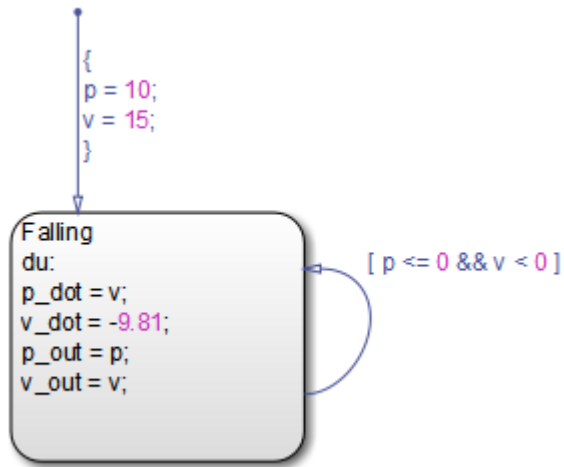 {
p = 10;
v = 15;
}
Falling
du:
p_dot = v;
v_dot = -9.81;
p_out = p;
v_out = v;
[ p <= 0 && v < 0 ]